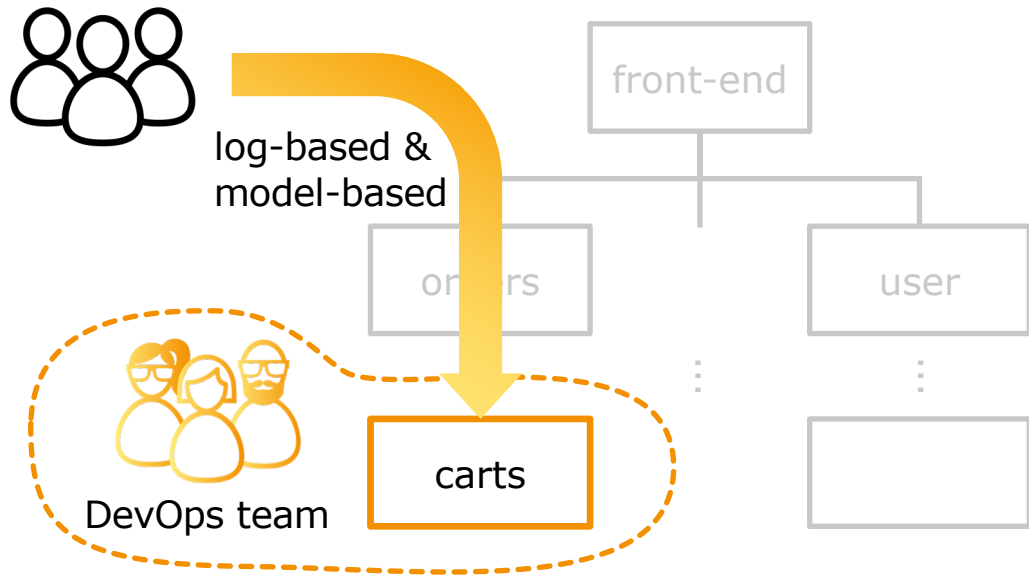 front-end
log-based &
model-based
user
carts
DevOps team